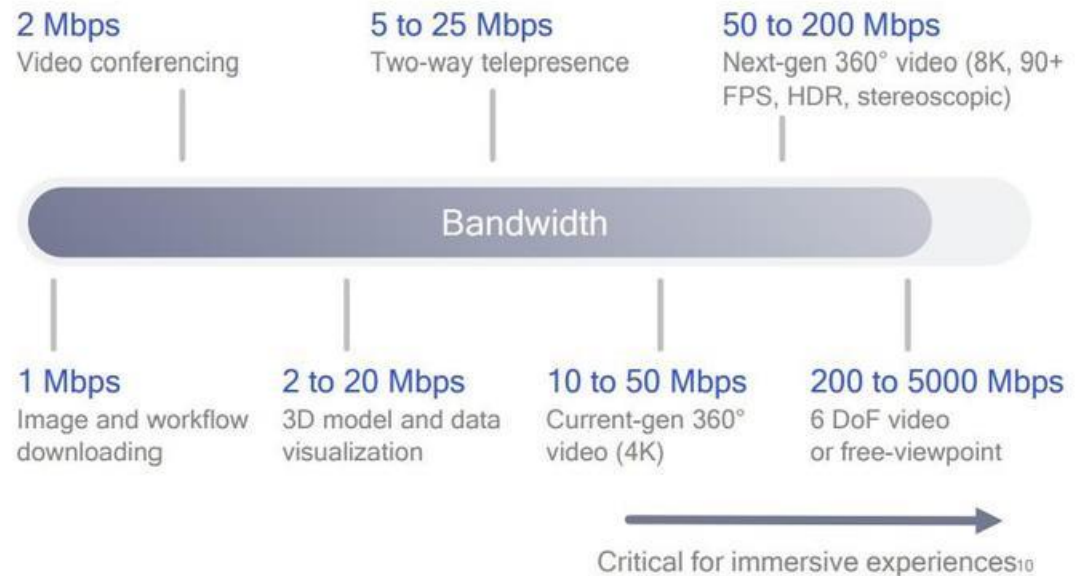 2 Mbps
Video conferencing
5 to 25 Mbps
Two-way telepresence
50 to 200 Mbps
Next-gen 360° video (8K, 90+
FPS, HDR, stereoscopic)
Bandwidth
1 Mbps
Image and workflow
downloading
2 to 20 Mbps
3D model and data
visualization
10 to 50 Mbps
Current-gen 360°
video (4K)
200 to 5000 Mbps
6 DoF video
or free-viewpoint
Critical for immersive experiences10